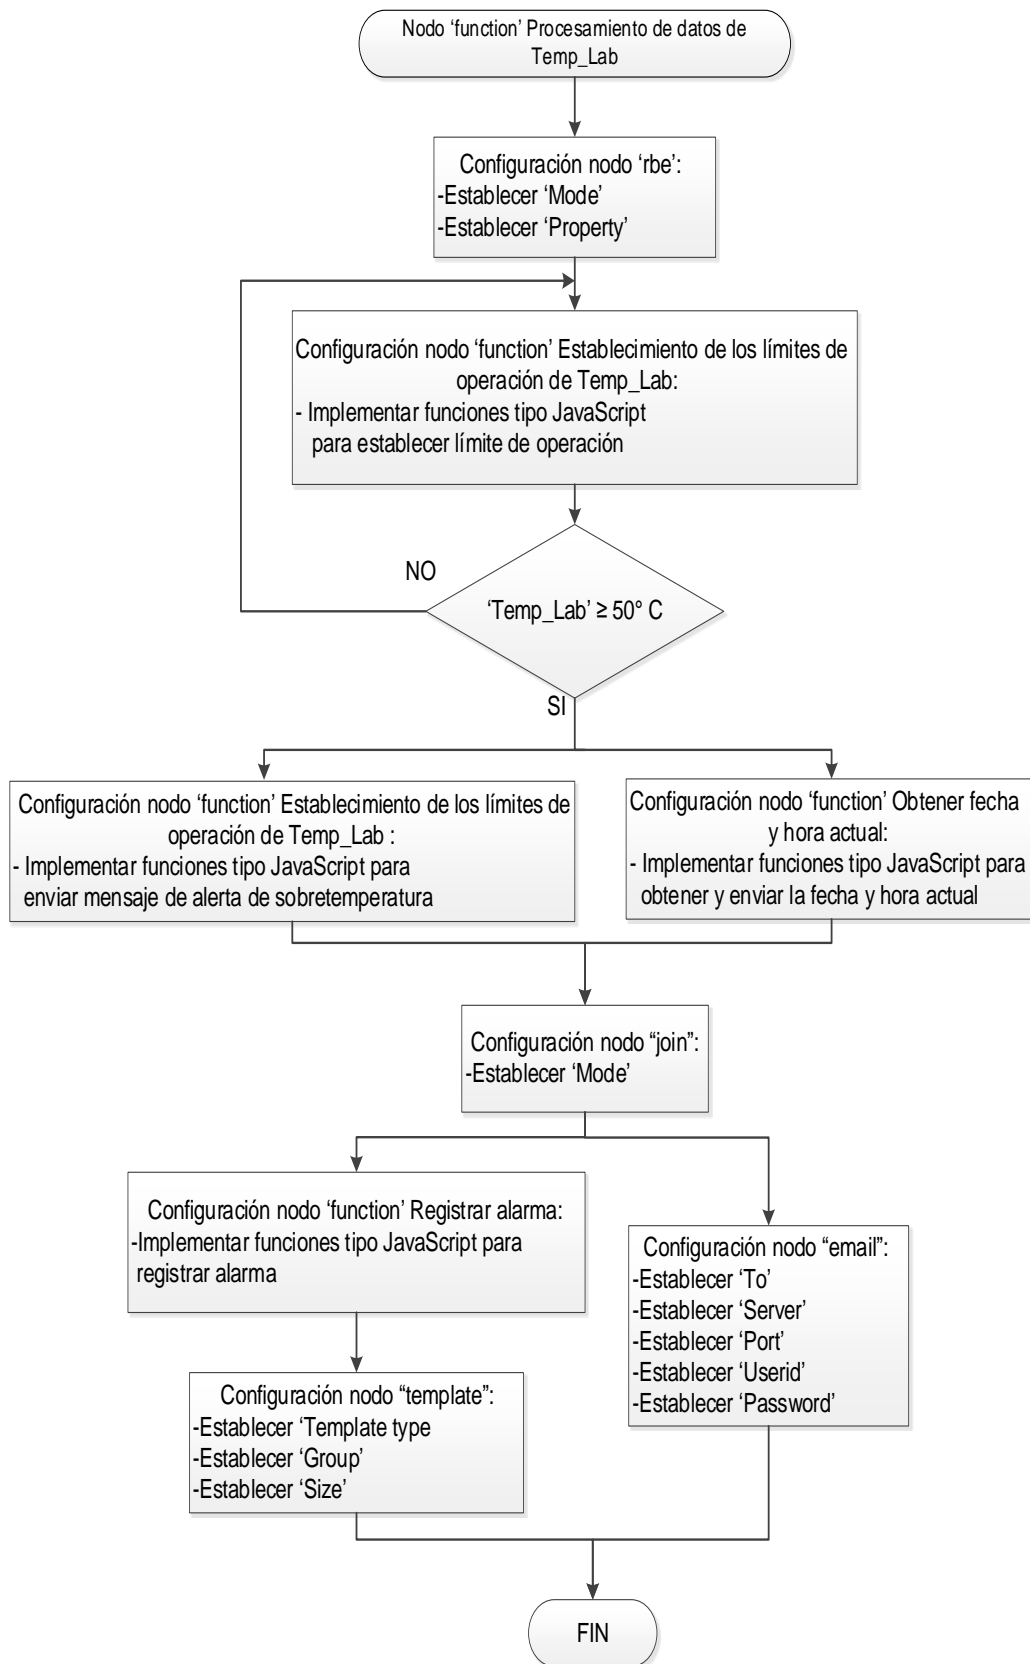 Nodo ‘function’ Procesamiento de datos de
Temp_Lab
Configuración nodo ‘rbe’:
-Establecer ‘Mode’
-Establecer ‘Property’
Configuración nodo ‘function’ Establecimiento de los límites de
operación de Temp_Lab:
- Implementar funciones tipo JavaScript
para establecer límite de operación
NO
‘Temp_Lab’ ≥ 50° C
SI
Configuración nodo ‘function’ Establecimiento de los límites de
operación de Temp_Lab :
- Implementar funciones tipo JavaScript para
enviar mensaje de alerta de sobretemperatura
Configuración nodo ‘function’ Obtener fecha
y hora actual:
- Implementar funciones tipo JavaScript para
obtener y enviar la fecha y hora actual
Configuración nodo “join”:
-Establecer ‘Mode’
Configuración nodo ‘function’ Registrar alarma:
-Implementar funciones tipo JavaScript para
registrar alarma
Configuración nodo “email”:
-Establecer ‘To’
-Establecer ‘Server’
-Establecer ‘Port’
-Establecer ‘Userid’
-Establecer ‘Password’
Configuración nodo “template”:
-Establecer ‘Template type
-Establecer ‘Group’
-Establecer ‘Size’
FIN